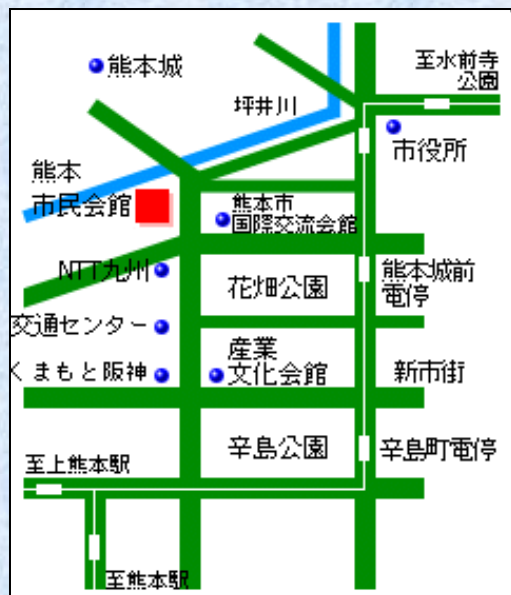 熊本城
至水前寺
公園
坪井川
市役所
熊本
市民会館
熊本市
国際交流会館
NTT九州
花畑公園
熊本城前
電停
交通センター
産業
文化会館
くまもと阪神
新市街
辛島公園
辛島町電停
至上熊本駅
至熊本駅